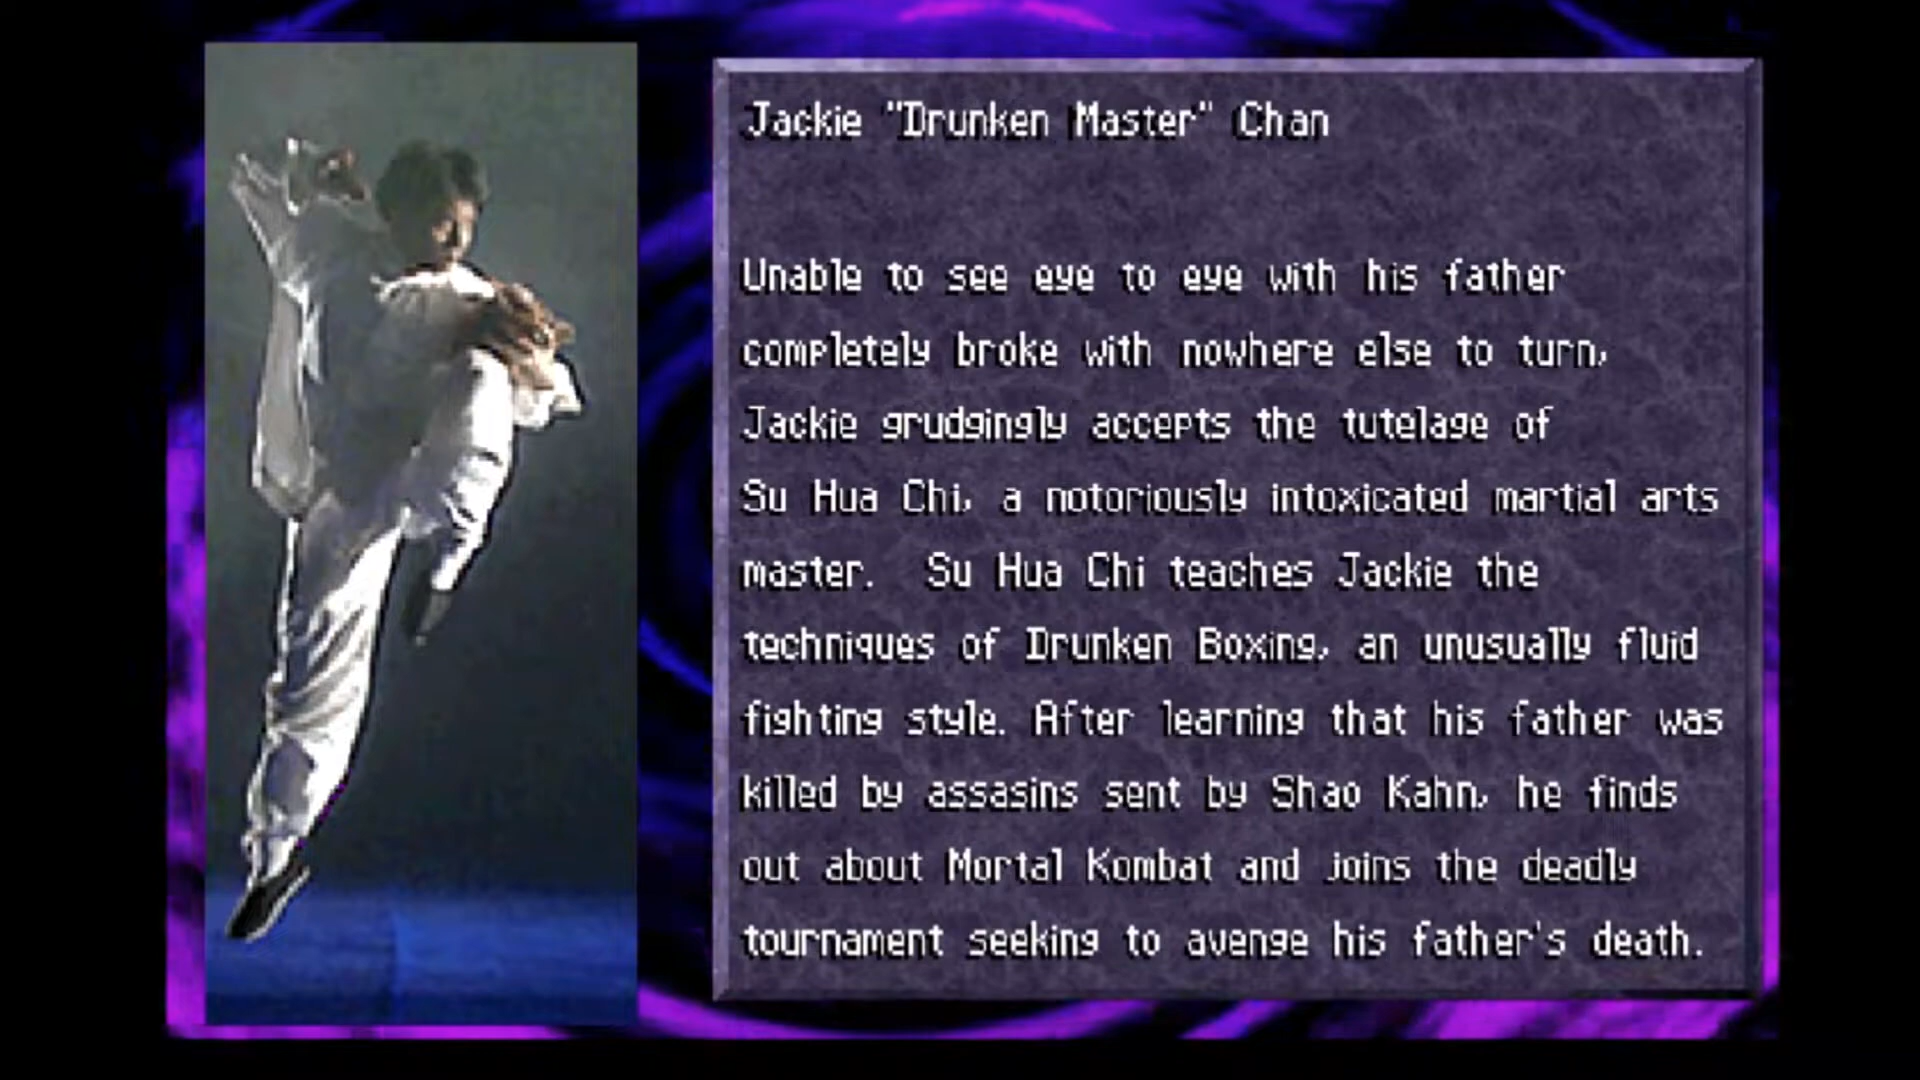 Jackie "Drunken Master" Chan
Unable to see eye to eye with his father
completely broke with nowhere else to turn,
Jackie grudgingly accepts the tutelage of
Su Hua Chi, a notoriously intoxicated martial arts
master.  Su Hua Chi teaches Jackie the
techniques of Drunken Boxing, an unusually fluid
fighting style. After learning that his father was
killed by assasins sent by Shao Kahn, he finds
out about Mortal Kombat and joins the deadly
tournament seeking to avenge his father's death.